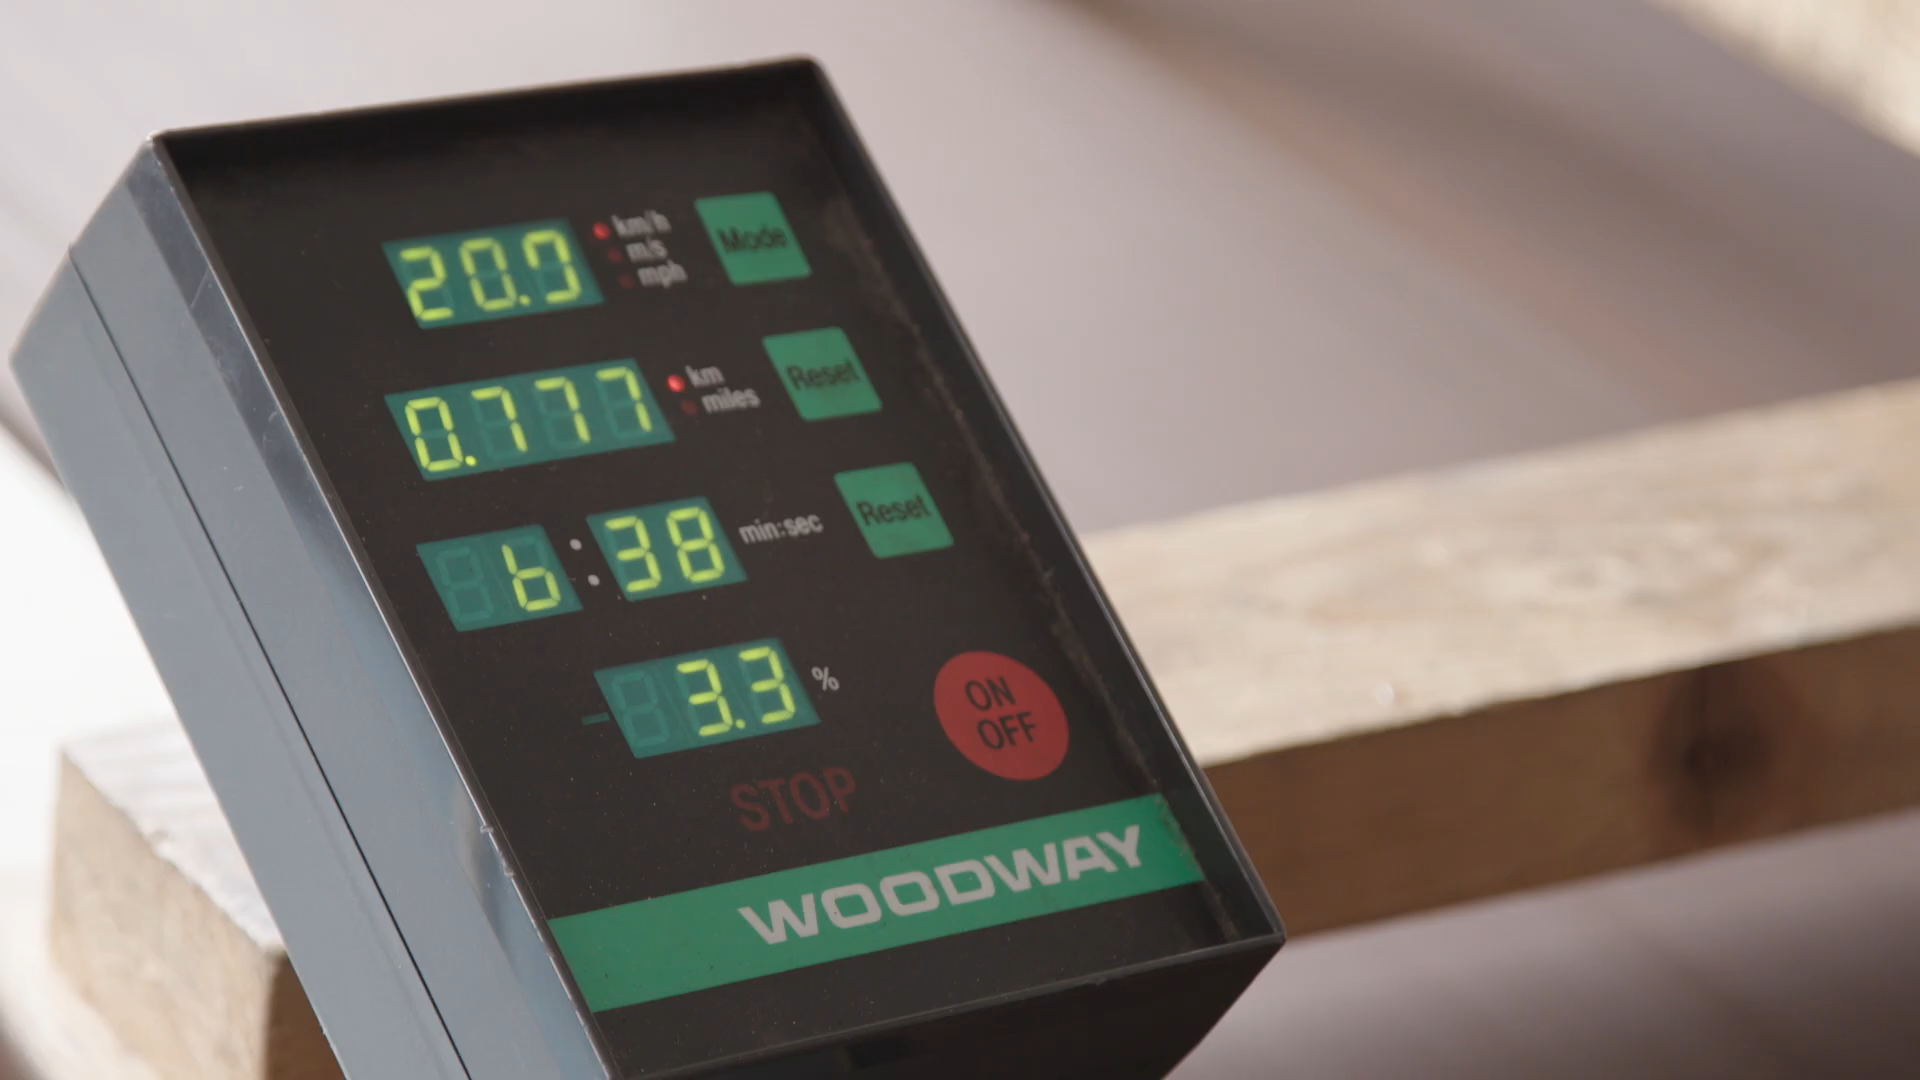 20.9 km/h
m/s
mph
Mode
0.777 km
miles
Reset
6:38 min:sec
Reset
3.3 %
ON
OFF
STOP
WOODWAY